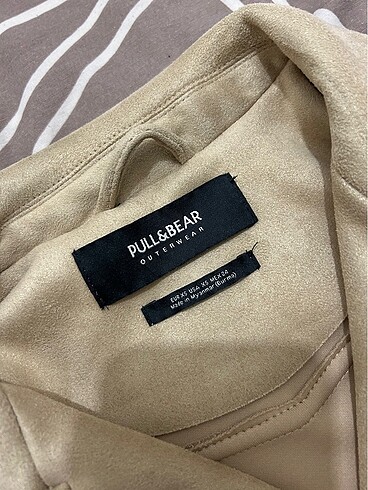 PULL&BEAR
OUTERWEAR
EUR XS USA XS MEX 24
Made in Myanmar (Burma)